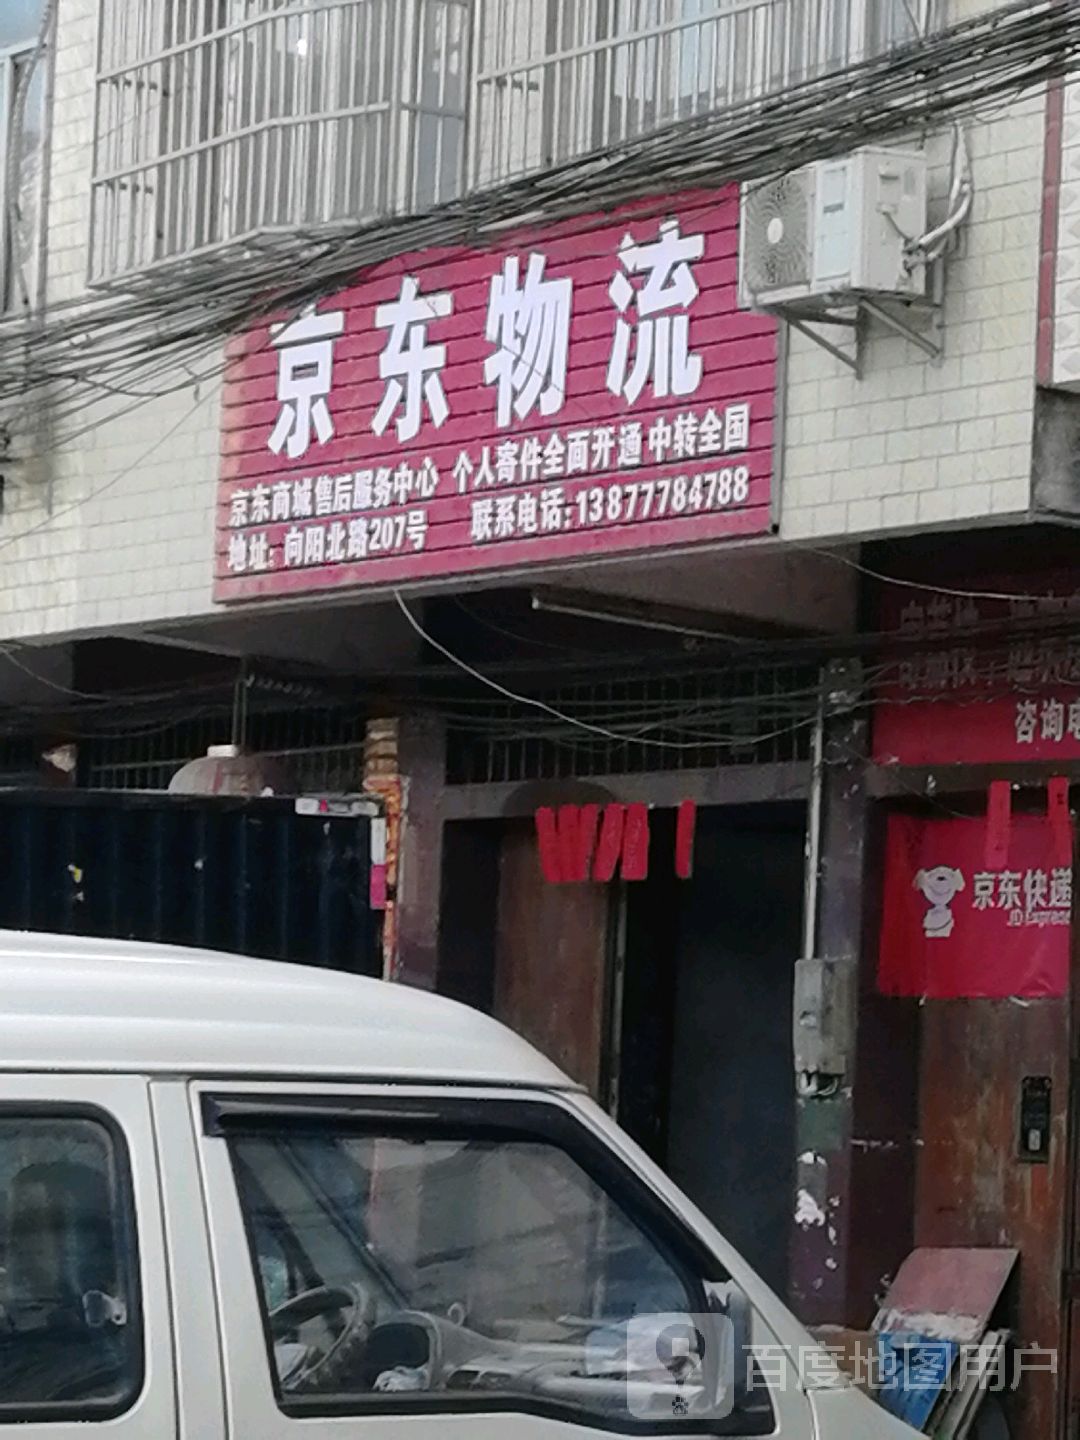 京东物流
京东商城售后服务中心 个人寄件全面开通 中转全国
地址: 向阳北路207号 联系电话:13877784788
咨询电
京东快递
JD Express
百度地图用户